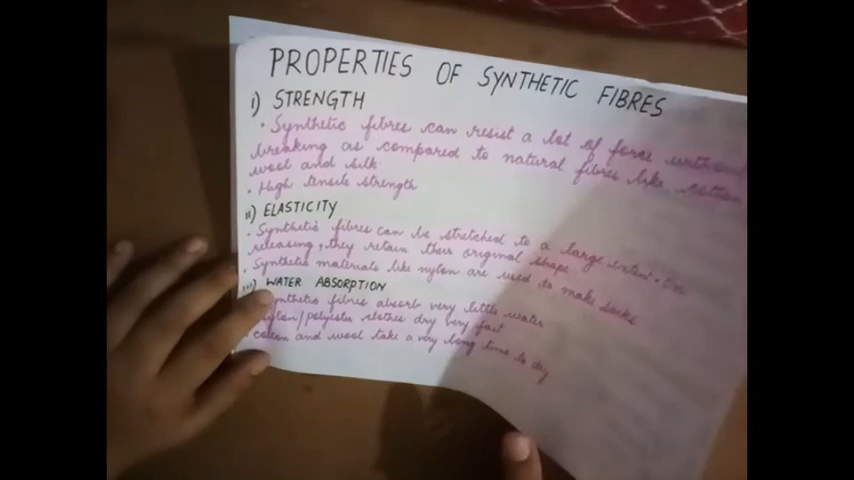 PROPERTIES OF SYNTHETIC FIBRES
i) STRENGTH
• Synthetic fibres can resist a lot of force without
breaking as compared to natural fibres like cotton
wool and silk
• High tensile strength
ii) ELASTICITY
• Synthetic fibres can be stretched to a large extent. On
releasing, they retain their original shape
• Synthetic materials like nylon are used to make socks
iii) WATER ABSORPTION
Synthetic fibres absorb very little water
nylon/polyester clothes dry very fast
cotton and wool take a very long time to dry